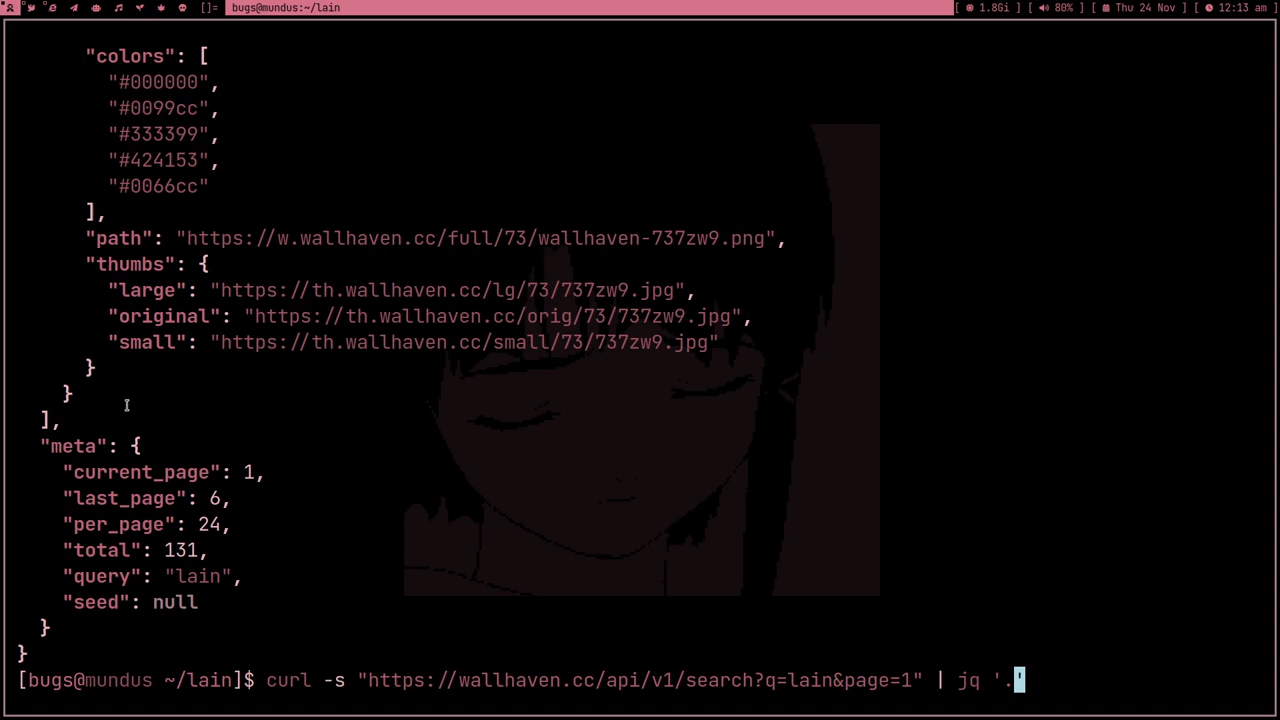 []= bugs@mundus:~/lain [ 1.8Gi ] [ 80% ] [ Thu 24 Nov ] [ 12:13 am ]
"colors": [
"#000000",
"#0099cc",
"#333399",
"#424153",
"#0066cc"
],
"path": "https://w.wallhaven.cc/full/73/wallhaven-737zw9.png",
"thumbs": {
"large": "https://th.wallhaven.cc/lg/73/737zw9.jpg",
"original": "https://th.wallhaven.cc/orig/73/737zw9.jpg",
"small": "https://th.wallhaven.cc/small/73/737zw9.jpg"
}
}
],
"meta": {
"current_page": 1,
"last_page": 6,
"per_page": 24,
"total": 131,
"query": "lain",
"seed": null
}
}
[bugs@mundus ~/lain]$ curl -s "https://wallhaven.cc/api/v1/search?q=lain&page=1" | jq '.'